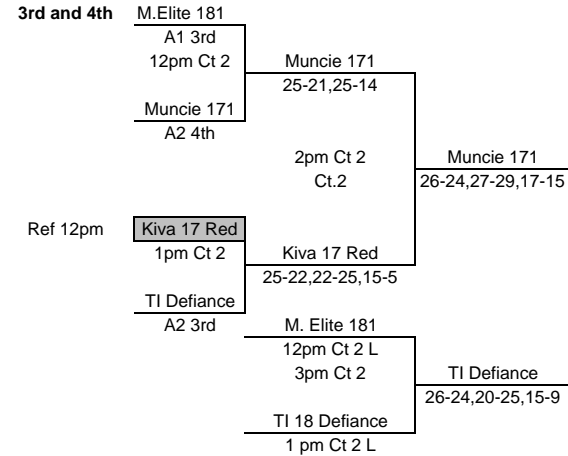 3rd and 4th M.Elite 181
A1 3rd
12pm Ct 2 Muncie 171
25-21,25-14
Muncie 171
A2 4th
2pm Ct 2 Muncie 171
Ct.2 26-24,27-29,17-15
Ref 12pm Kiva 17 Red
1pm Ct 2 Kiva 17 Red
25-22,22-25,15-5
TI Defiance
A2 3rd M. Elite 181
12pm Ct 2 L
3pm Ct 2 TI Defiance
26-24,20-25,15-9
TI 18 Defiance
1 pm Ct 2 L